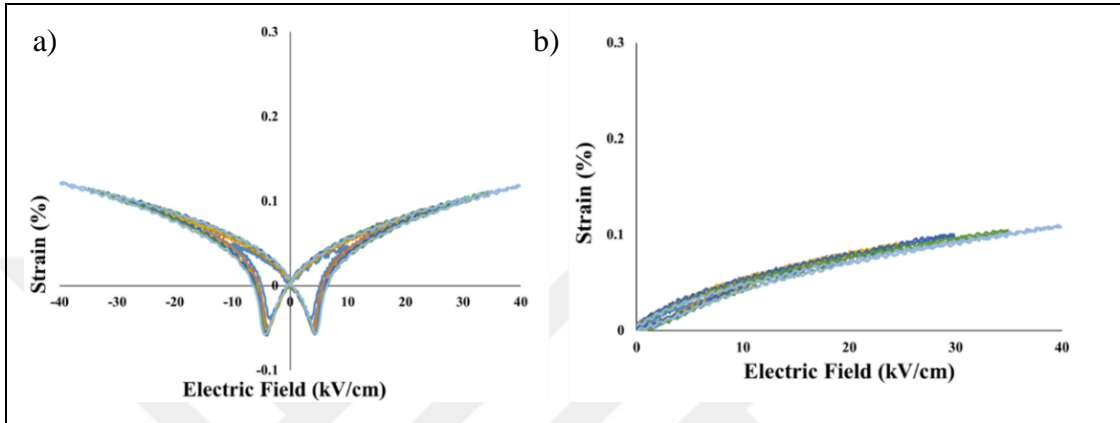 a)
0.3
0.2
0.1
0
-0.1
Strain (%)
-40 -30 -20 -10 0 10 20 30 40
Electric Field (kV/cm)
b)
0.3
0.2
0.1
0
Strain (%)
0 10 20 30 40
Electric Field (kV/cm)